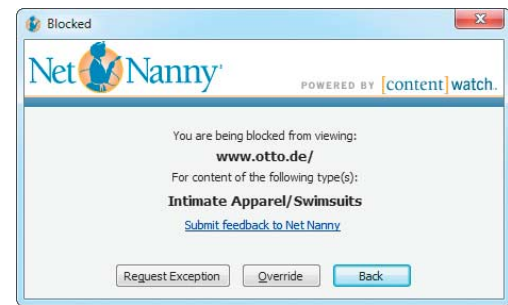 Blocked
Net Nanny
POWERED BY [content]watch.
You are being blocked from viewing:
www.otto.de/
For content of the following type(s):
Intimate Apparel/Swimsuits
Submit feedback to Net Nanny
Request Exception Override Back